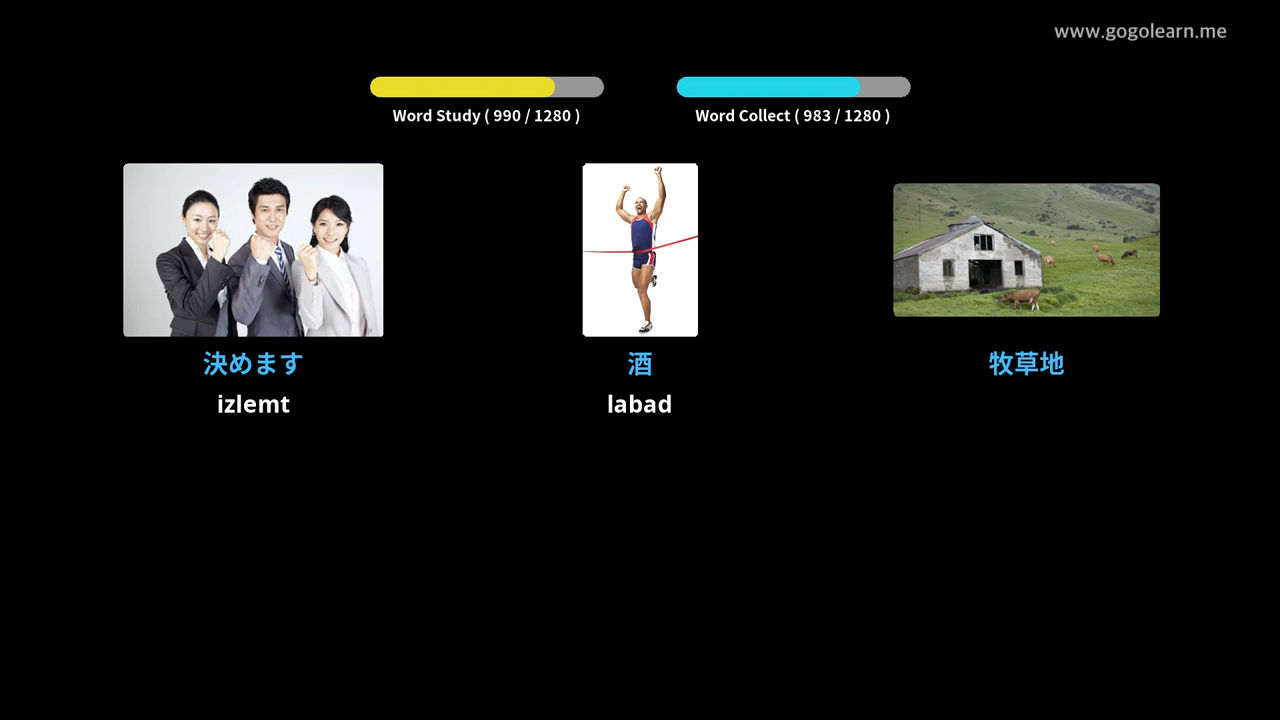 www.gogolearn.me
Word Study ( 990 / 1280 )
Word Collect ( 983 / 1280 )
決めます
酒
牧草地
izlemt
labad